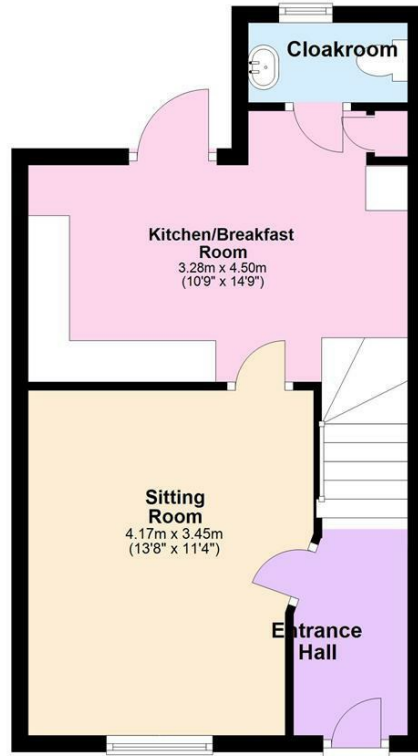 Cloakroom
Kitchen/Breakfast
Room
3.28m x 4.50m
(10'9" x 14'9")
Sitting
Room
4.17m x 3.45m
(13'8" x 11'4")
Entrance
Hall